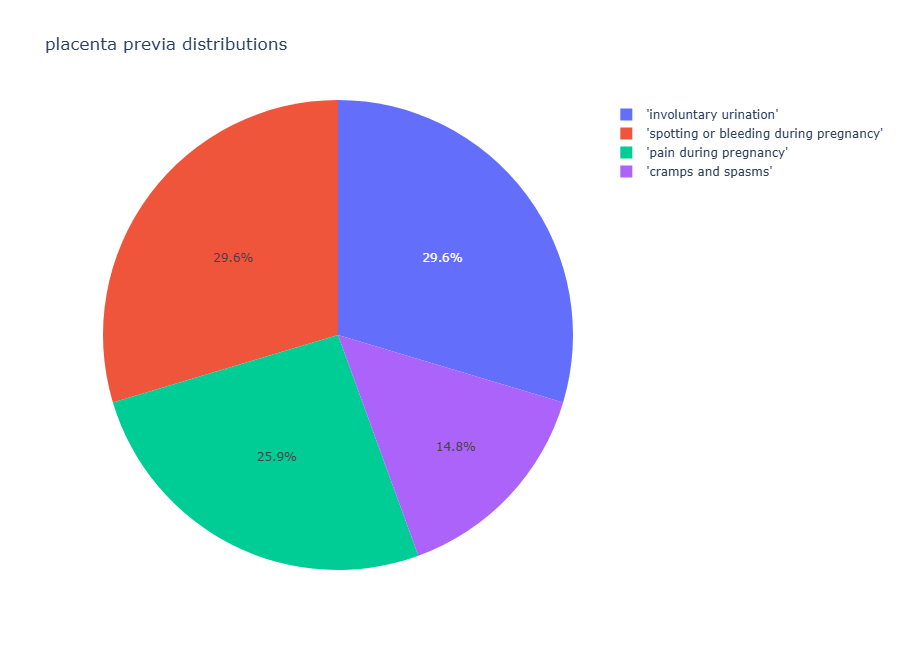 placenta previa distributions
'involuntary urination'
'spotting or bleeding during pregnancy'
'pain during pregnancy'
'cramps and spasms'
29.6%
29.6%
14.8%
25.9%